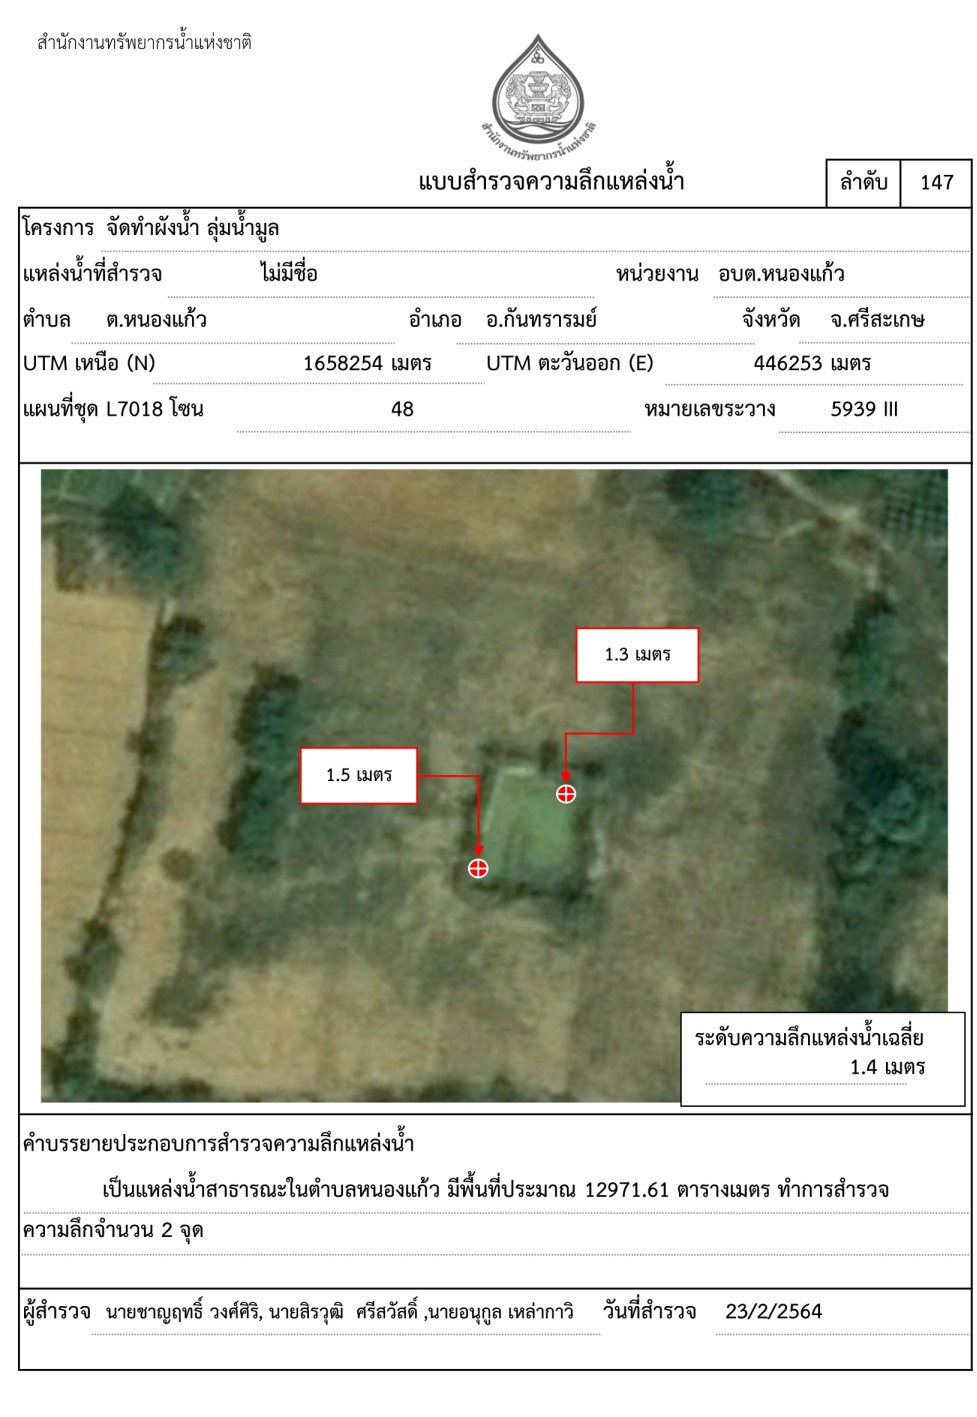 สำนักงานทรัพยากรน้ำแห่งชาติ
สำนักงานทรัพยากรน้ำแห่งชาติ
แบบสำรวจความลึกแหล่งน้ำ
ลำดับ 147
โครงการ จัดทำผังน้ำ ลุ่มน้ำมูล
แหล่งน้ำที่สำรวจ ไม่มีชื่อ หน่วยงาน อบต.หนองแก้ว
ตำบล ต.หนองแก้ว อำเภอ อ.กันทรารมย์ จังหวัด จ.ศรีสะเกษ
UTM เหนือ (N) 1658254 เมตร UTM ตะวันออก (E) 446253 เมตร
แผนที่ชุด L7018 โซน 48 หมายเลขระวาง 5939 III
1.3 เมตร
1.5 เมตร
ระดับความลึกแหล่งน้ำเฉลี่ย
1.4 เมตร
คำบรรยายประกอบการสำรวจความลึกแหล่งน้ำ
เป็นแหล่งน้ำสาธารณะในตำบลหนองแก้ว มีพื้นที่ประมาณ 12971.61 ตารางเมตร ทำการสำรวจ
ความลึกจำนวน 2 จุด
ผู้สำรวจ นายชาญฤทธิ์ วงศ์ศิริ, นายสิรวุฒิ ศรีสวัสดิ์ ,นายอนุกูล เหล่ากาวิ วันที่สำรวจ 23/2/2564